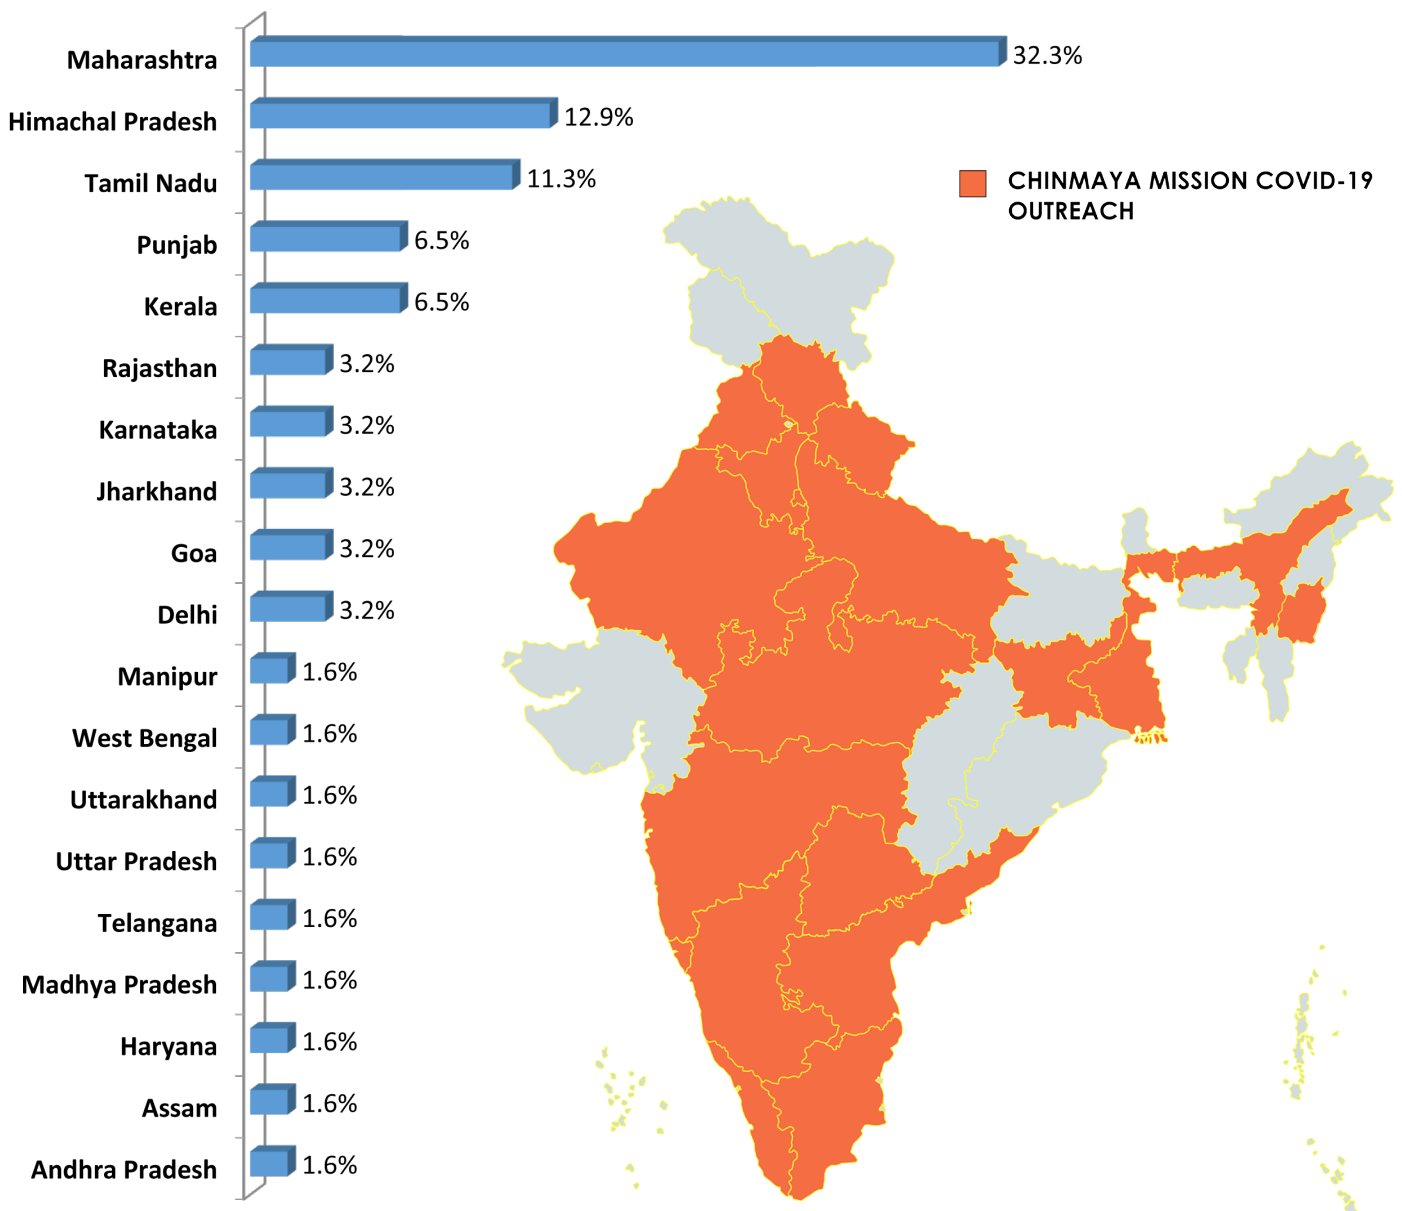 Maharashtra 32.3%
Himachal Pradesh 12.9%
Tamil Nadu 11.3%
Punjab 6.5%
Kerala 6.5%
Rajasthan 3.2%
Karnataka 3.2%
Jharkhand 3.2%
Goa 3.2%
Delhi 3.2%
Manipur 1.6%
West Bengal 1.6%
Uttarakhand 1.6%
Uttar Pradesh 1.6%
Telangana 1.6%
Madhya Pradesh 1.6%
Haryana 1.6%
Assam 1.6%
Andhra Pradesh 1.6%
CHINMAYA MISSION COVID-19
OUTREACH